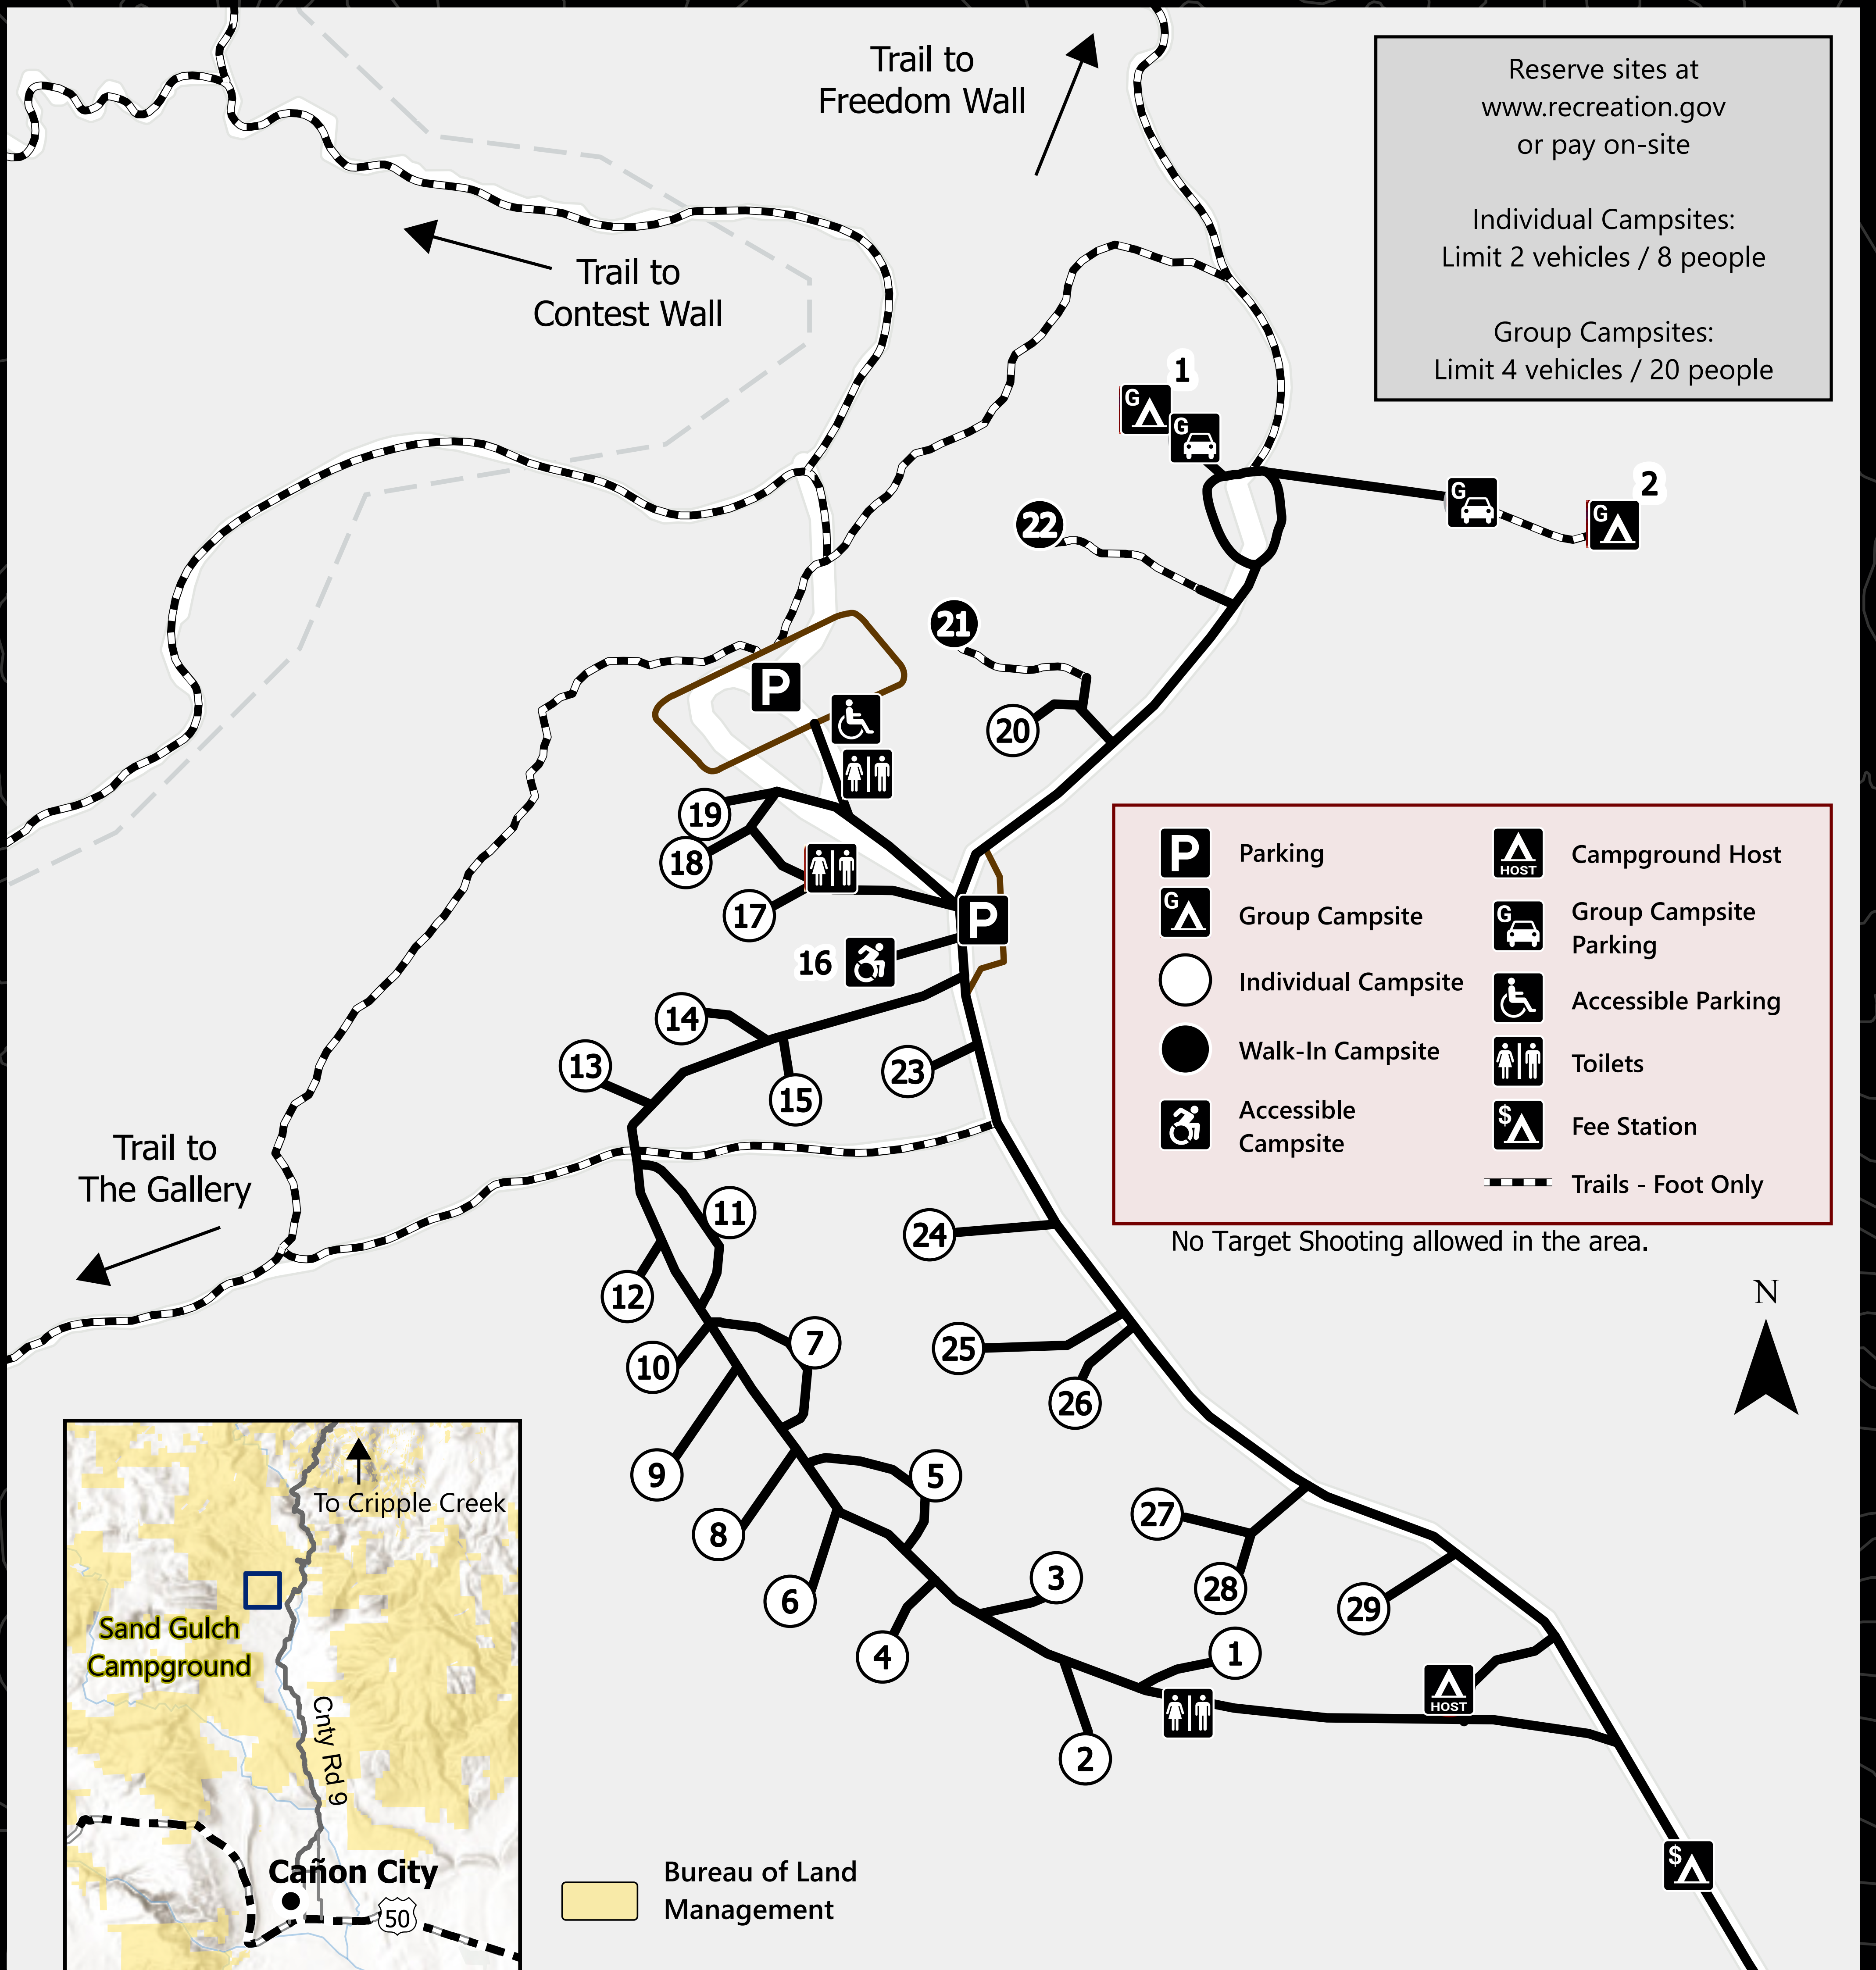 Trail to
Freedom Wall
Reserve sites at
www.recreation.gov
or pay on-site
Individual Campsites:
Limit 2 vehicles / 8 people
Group Campsites:
Limit 4 vehicles / 20 people
Trail to
Contest Wall
1
G
G
2
G
G
22
21
P
20
19
18
17
P
16
14
13
15
23
P
Parking
G
Group Campsite
Individual Campsite
Walk-In Campsite
Accessible
Campsite
HOST
Campground Host
G
Group Campsite
Parking
Accessible Parking
Toilets
$
Fee Station
Trails - Foot Only
No Target Shooting allowed in the area.
Trail to
The Gallery
11
24
12
7
10
25
26
N
9
5
8
27
3
28
6
29
4
1
HOST
2
$
To Cripple Creek
Sand Gulch
Campground
Cnty Rd 9
Cañon City
50
Bureau of Land
Management